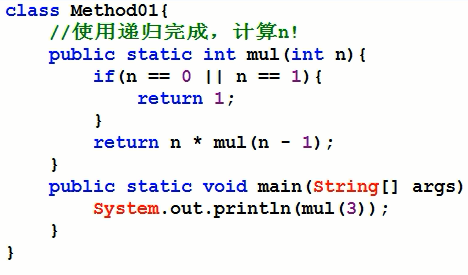 class Method01{
    //使用递归完成，计算n!
    public static int mul(int n){
        if(n == 0 || n == 1){
            return 1;
        }
        return n * mul(n - 1);
    }
    public static void main(String[] args)
        System.out.println(mul(3));
    }
}